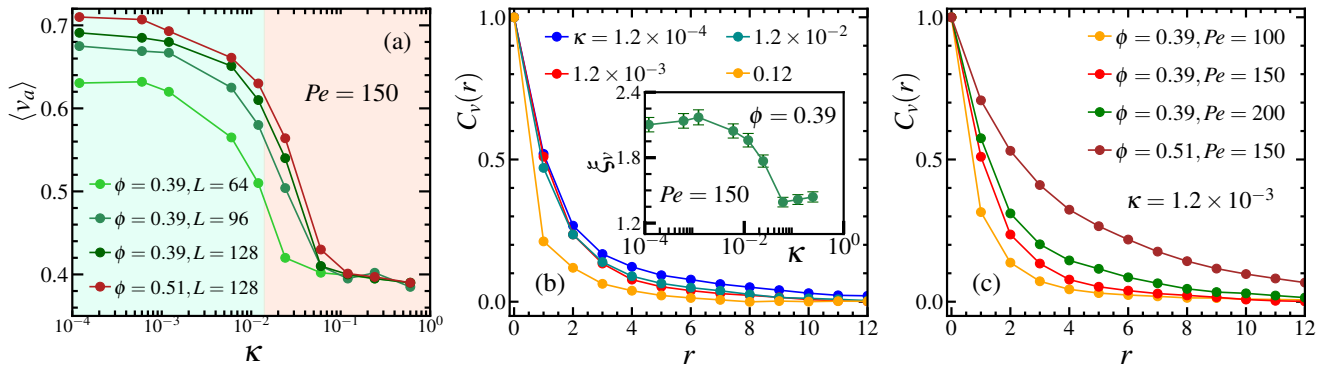 (a)
Pe = 150
ϕ = 0.39, L = 64
ϕ = 0.39, L = 96
ϕ = 0.39, L = 128
ϕ = 0.51, L = 128
⟨v_a⟩
0.7
0.6
0.5
0.4
10⁻⁴ 10⁻³ 10⁻² 10⁻¹ 10⁰
κ
(b)
κ = 1.2 × 10⁻⁴
1.2 × 10⁻²
1.2 × 10⁻³
0.12
C_v(r)
1.0
0.5
0.0
0 2 4 6 8 10 12
r
ξ_v
2.4
1.8
1.2
ϕ = 0.39
Pe = 150
10⁻⁴ 10⁻² 10⁰
κ
(c)
ϕ = 0.39, Pe = 100
ϕ = 0.39, Pe = 150
ϕ = 0.39, Pe = 200
ϕ = 0.51, Pe = 150
κ = 1.2 × 10⁻³
C_v(r)
1.0
0.5
0.0
0 2 4 6 8 10 12
r